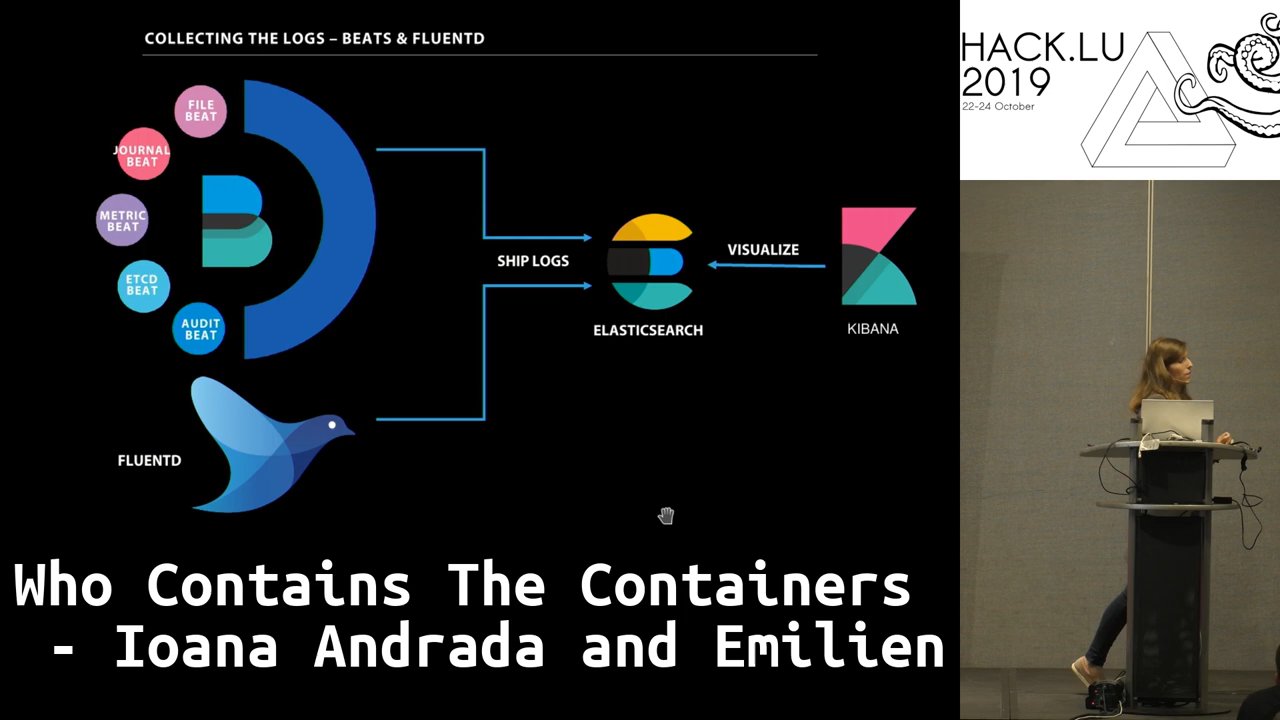 COLLECTING THE LOGS – BEATS & FLUENTD
FILE
BEAT
JOURNAL
BEAT
METRIC
BEAT
ETCD
BEAT
AUDIT
BEAT
FLUENTD
SHIP LOGS
ELASTICSEARCH
VISUALIZE
KIBANA
HACK.LU
2019
22-24 October
Who Contains The Containers
- Ioana Andrada and Emilien